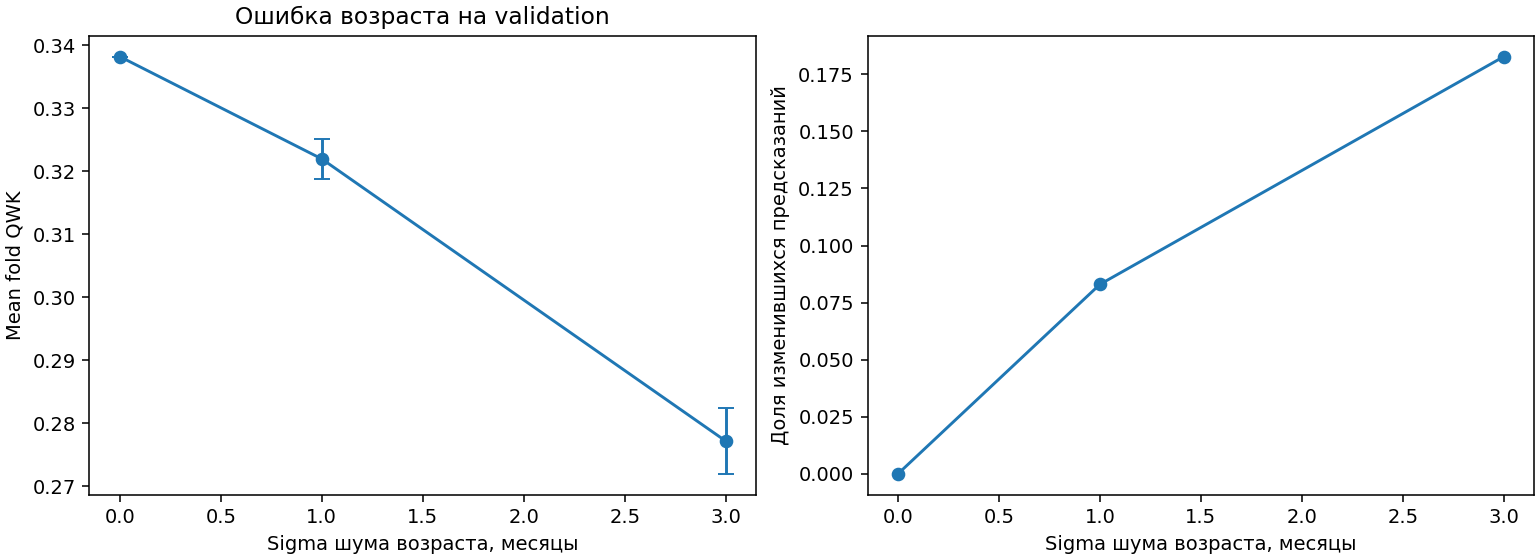 Ошибка возраста на validation
Mean fold QWK
0.34
0.33
0.32
0.31
0.30
0.29
0.28
0.27
0.0 0.5 1.0 1.5 2.0 2.5 3.0
Sigma шума возраста, месяцы
Доля изменившихся предсказаний
0.175
0.150
0.125
0.100
0.075
0.050
0.025
0.000
0.0 0.5 1.0 1.5 2.0 2.5 3.0
Sigma шума возраста, месяцы